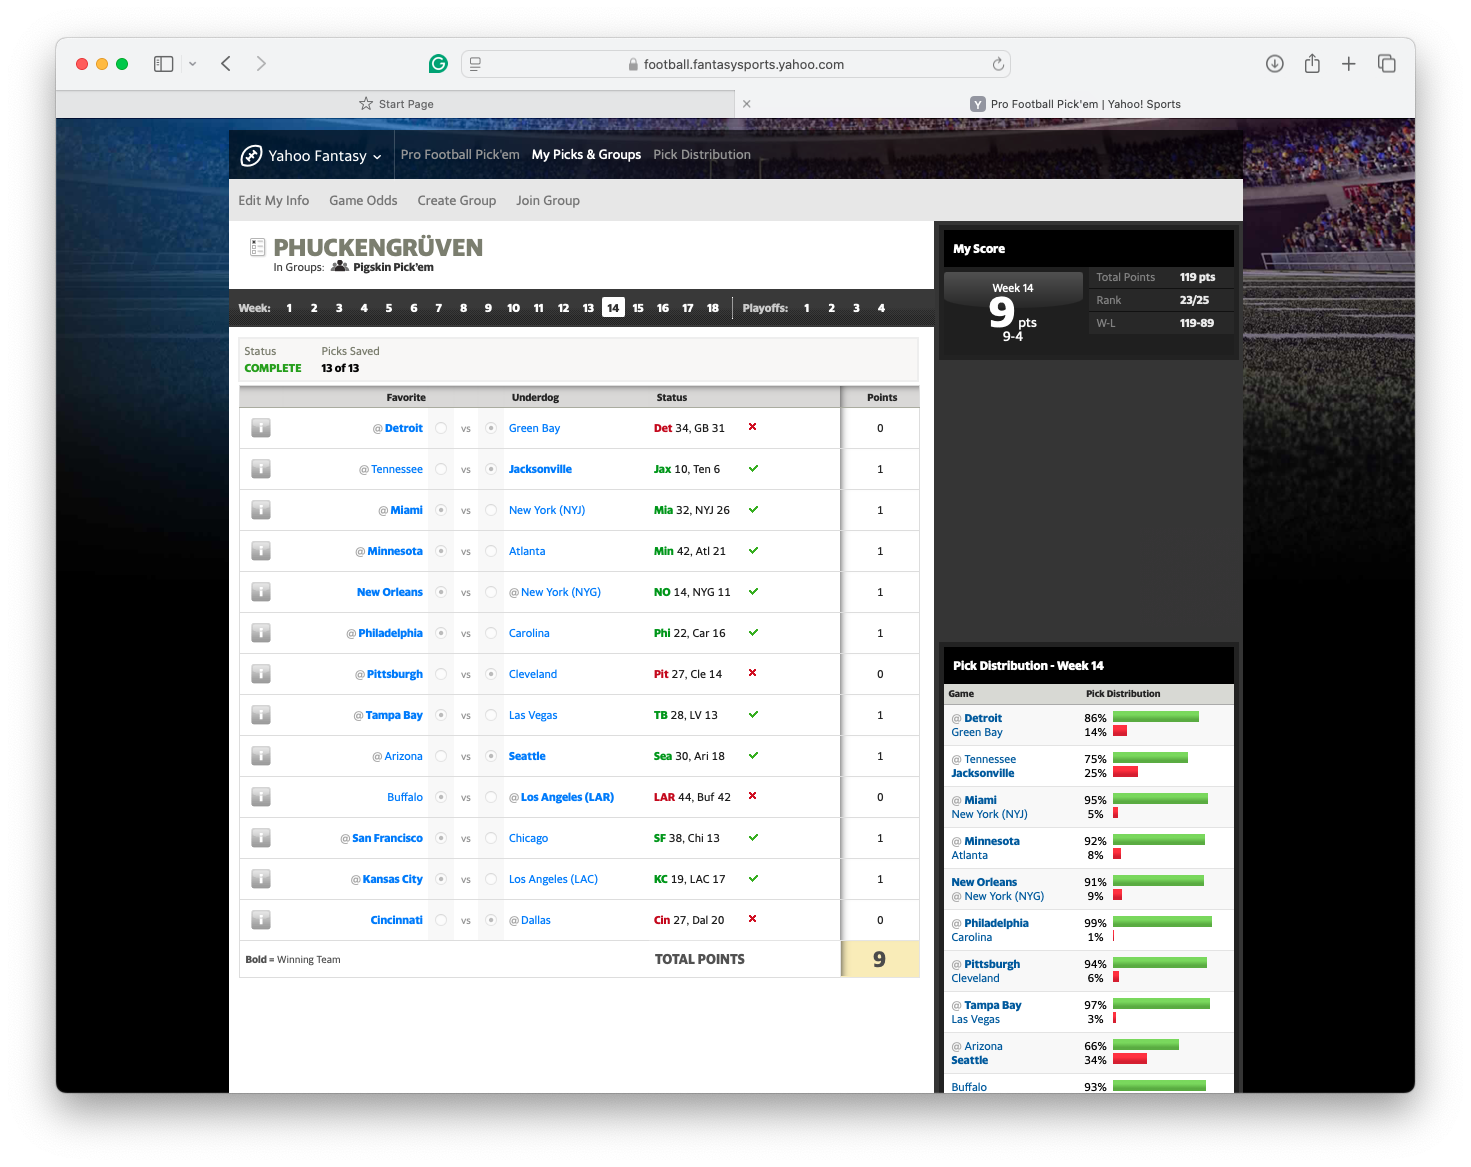 football.fantasysports.yahoo.com
Start Page
Pro Football Pick'em | Yahoo! Sports
Yahoo Fantasy Pro Football Pick'em My Picks & Groups Pick Distribution
Edit My Info Game Odds Create Group Join Group
PHUCKENGRÜVEN
In Groups: Pigskin Pick'em
Week: 1 2 3 4 5 6 7 8 9 10 11 12 13 14 15 16 17 18 Playoffs: 1 2 3 4
Status Picks Saved
COMPLETE 13 of 13
Favorite Underdog Status Points
@ Detroit vs Green Bay Det 34, GB 31 0
@ Tennessee vs Jacksonville Jax 10, Ten 6 1
@ Miami vs New York (NYJ) Mia 32, NYJ 26 1
@ Minnesota vs Atlanta Min 42, Atl 21 1
New Orleans vs @ New York (NYG) NO 14, NYG 11 1
@ Philadelphia vs Carolina Phi 22, Car 16 1
@ Pittsburgh vs Cleveland Pit 27, Cle 14 0
@ Tampa Bay vs Las Vegas TB 28, LV 13 1
@ Arizona vs Seattle Sea 30, Ari 18 1
Buffalo vs @ Los Angeles (LAR) LAR 44, Buf 42 0
@ San Francisco vs Chicago SF 38, Chi 13 1
@ Kansas City vs Los Angeles (LAC) KC 19, LAC 17 1
Cincinnati vs @ Dallas Cin 27, Dal 20 0
Bold = Winning Team TOTAL POINTS 9
My Score
Week 14
9 pts
9-4
Total Points 119 pts
Rank 23/25
W-L 119-89
Pick Distribution - Week 14
Game Pick Distribution
@ Detroit 86%
Green Bay 14%
@ Tennessee 75%
Jacksonville 25%
@ Miami 95%
New York (NYJ) 5%
@ Minnesota 92%
Atlanta 8%
New Orleans 91%
@ New York (NYG) 9%
@ Philadelphia 99%
Carolina 1%
@ Pittsburgh 94%
Cleveland 6%
@ Tampa Bay 97%
Las Vegas 3%
@ Arizona 66%
Seattle 34%
Buffalo 93%